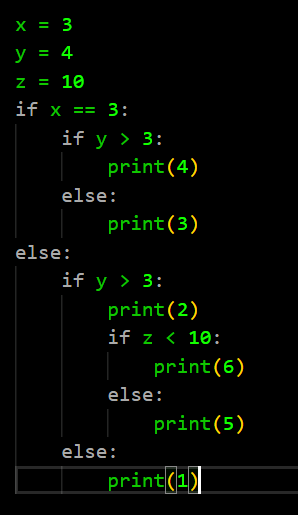 x = 3
y = 4
z = 10
if x == 3:
    if y > 3:
        print(4)
    else:
        print(3)
else:
    if y > 3:
        print(2)
        if z < 10:
            print(6)
        else:
            print(5)
    else:
        print(1)